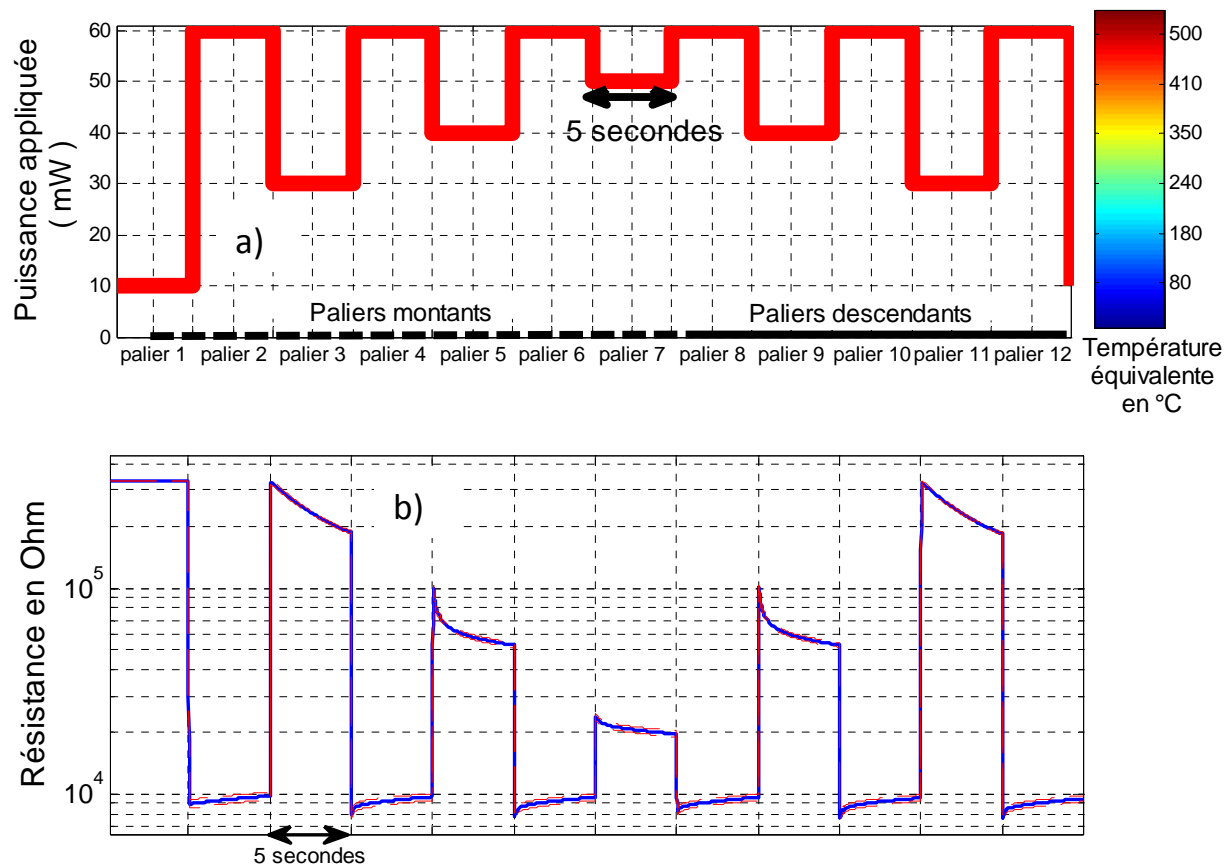 Puissance appliquée
( mW )
60
50
40
30
20
10
0
a)
5 secondes
Paliers montants
Paliers descendants
palier 1 palier 2 palier 3 palier 4 palier 5 palier 6 palier 7 palier 8 palier 9 palier 10 palier 11 palier 12
500
410
350
240
180
80
Température
équivalente
en °C
b)
Résistance en Ohm
10^5
10^4
5 secondes